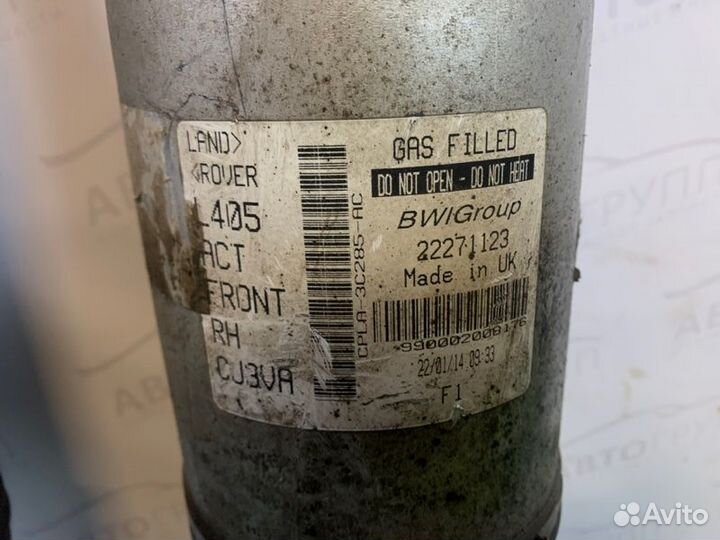 LAND>
<ROVER
L405
ACT
FRONT
RH
CJ3VA
CPLA-3C285-AC
GAS FILLED
DO NOT OPEN - DO NOT HEAT
BWIGroup
22271123
Made in UK
990002008176
22/01/14 09:33
F1
Avito